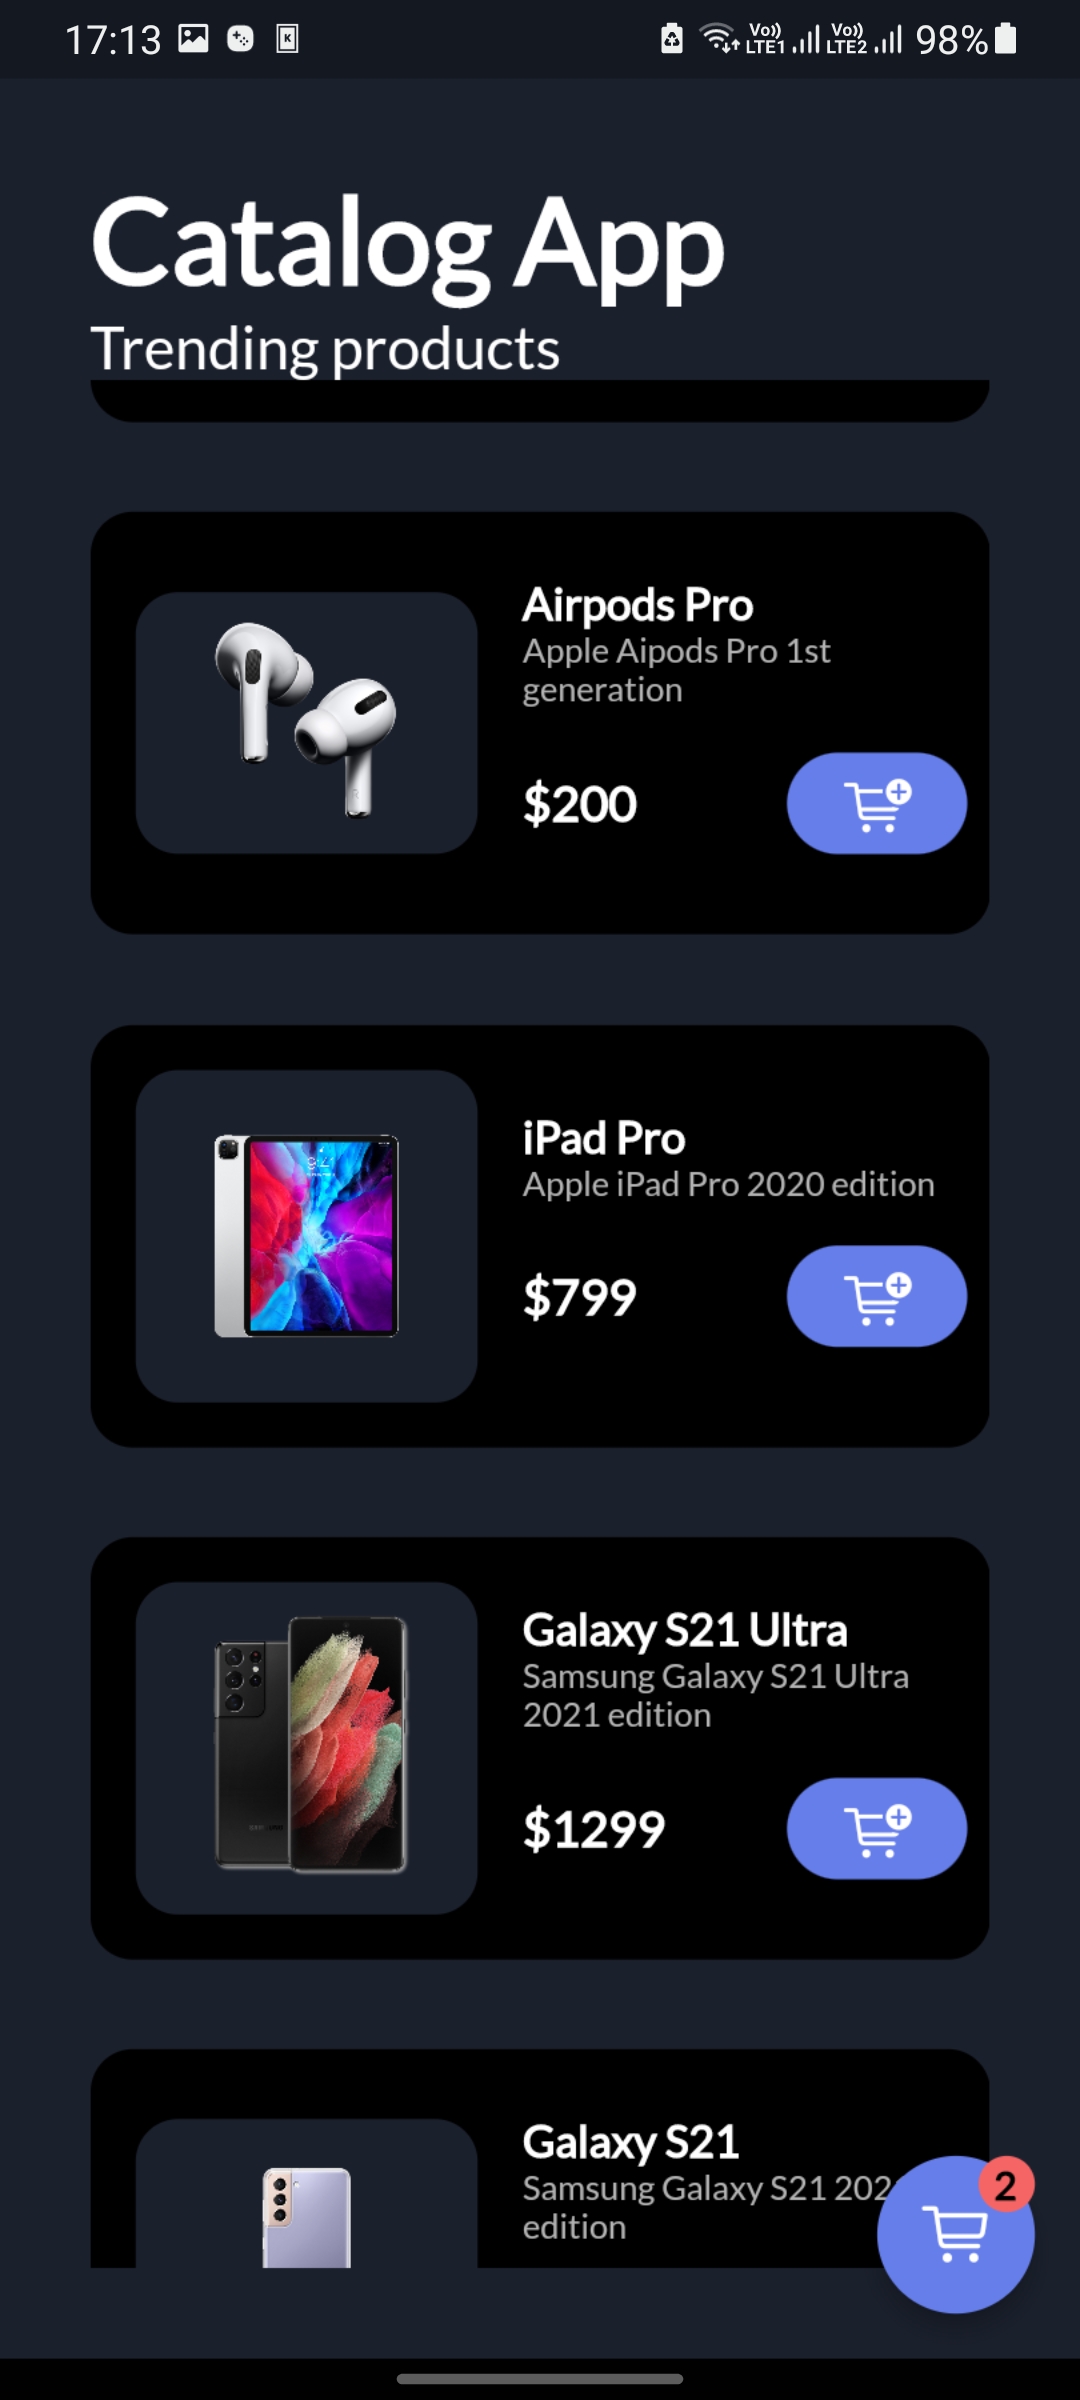 17:13
Vo)) LTE1 Vo)) LTE2 98%
Catalog App
Trending products
Airpods Pro
Apple Aipods Pro 1st
generation
$200
iPad Pro
Apple iPad Pro 2020 edition
$799
Galaxy S21 Ultra
Samsung Galaxy S21 Ultra
2021 edition
$1299
Galaxy S21
Samsung Galaxy S21 202
edition
2